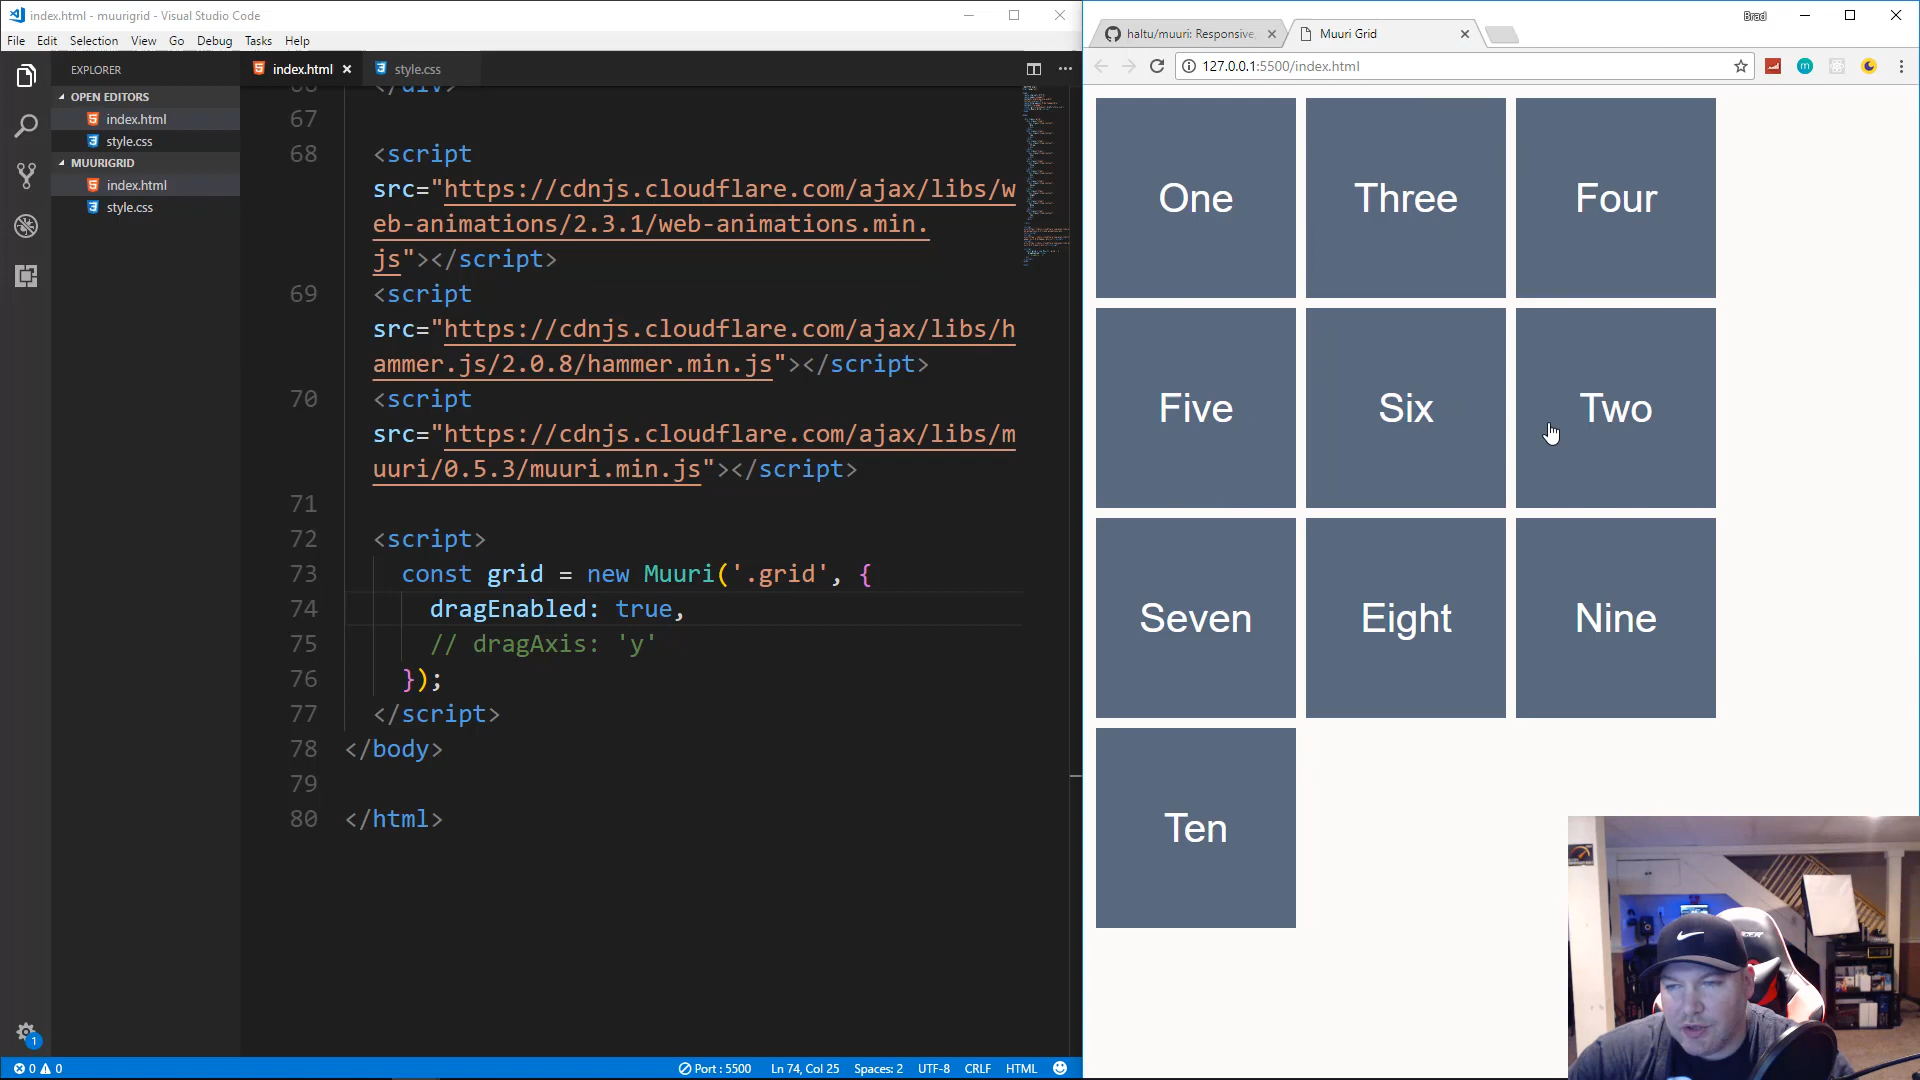 index.html - muurigrid - Visual Studio Code
File Edit Selection View Go Debug Tasks Help
EXPLORER
OPEN EDITORS
index.html
style.css
MUURIGRID
index.html
style.css
index.html
style.css
</div>
67
68 <script
src="https://cdnjs.cloudflare.com/ajax/libs/w
eb-animations/2.3.1/web-animations.min.
js"></script>
69 <script
src="https://cdnjs.cloudflare.com/ajax/libs/h
ammer.js/2.0.8/hammer.min.js"></script>
70 <script
src="https://cdnjs.cloudflare.com/ajax/libs/m
uuri/0.5.3/muuri.min.js"></script>
71
72 <script>
73 const grid = new Muuri('.grid', {
74 dragEnabled: true,
75 // dragAxis: 'y'
76 });
77 </script>
78 </body>
79
80 </html>
1
0 0
Port : 5500 Ln 74, Col 25 Spaces: 2 UTF-8 CRLF HTML
Brad
haltu/muuri: Responsive,
Muuri Grid
127.0.0.1:5500/index.html
m
One Three Four
Five Six Two
Seven Eight Nine
Ten